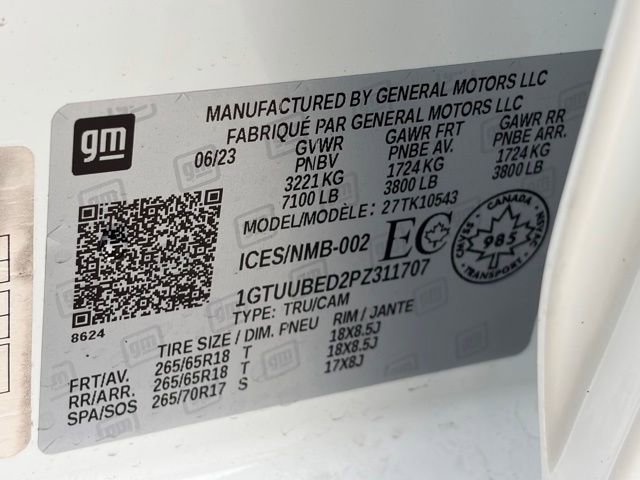 gm
MANUFACTURED BY GENERAL MOTORS LLC
FABRIQUÉ PAR GENERAL MOTORS LLC
06/23 GVWR GAWR FRT GAWR RR
PNBV PNBE AV. PNBE ARR.
3221 KG 1724 KG 1724 KG
7100 LB 3800 LB 3800 LB
MODEL/MODÈLE: 27TK10543
ICES/NMB-002 EC
CANADA
985
TRANSPORT
1GTUUBED2PZ311707
TYPE: TRU/CAM
8624
TIRE SIZE / DIM. PNEU RIM / JANTE
FRT/AV. 265/65R18 T 18X8.5J
RR/ARR. 265/65R18 T 18X8.5J
SPA/SOS 265/70R17 S 17X8J